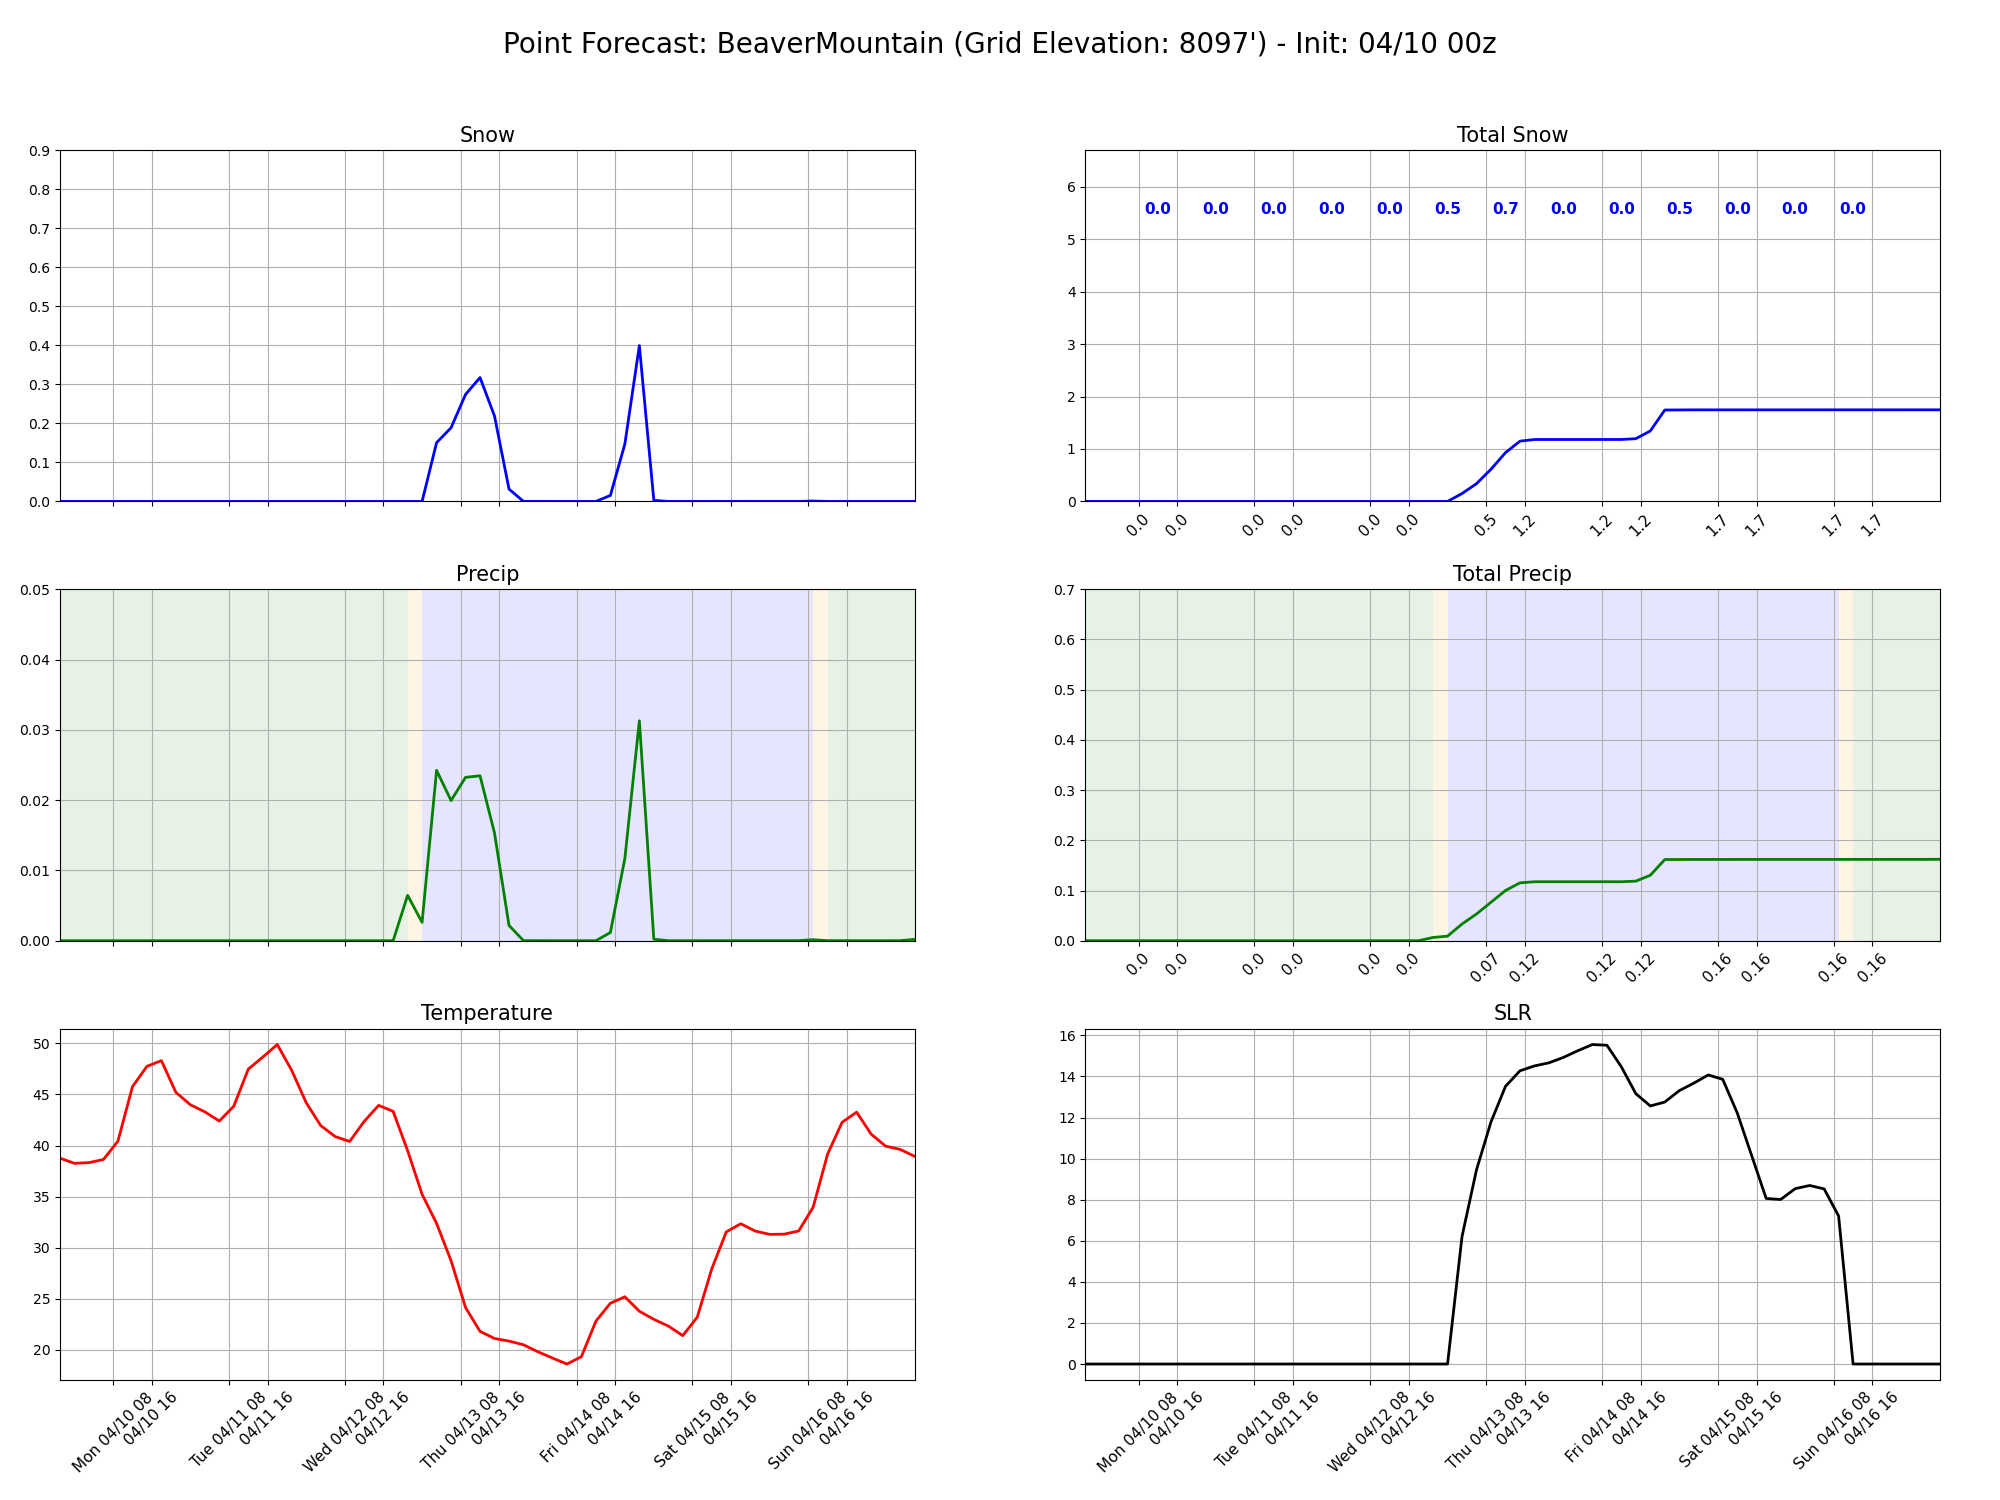 Point Forecast: BeaverMountain (Grid Elevation: 8097') - Init: 04/10 00z
Snow
0.9
0.8
0.7
0.6
0.5
0.4
0.3
0.2
0.1
0.0
Total Snow
6
5
4
3
2
1
0
0.0 0.0 0.0 0.0 0.0 0.5 0.7 0.0 0.0 0.5 0.0 0.0 0.0
0.0 0.0 0.0 0.0 0.0 0.0 0.5 1.2 1.2 1.2 1.7 1.7 1.7 1.7
Precip
0.05
0.04
0.03
0.02
0.01
0.00
Total Precip
0.7
0.6
0.5
0.4
0.3
0.2
0.1
0.0
0.0 0.0 0.0 0.0 0.0 0.0 0.07 0.12 0.12 0.12 0.16 0.16 0.16 0.16
Temperature
50
45
40
35
30
25
20
Mon 04/10 08
04/10 16
Tue 04/11 08
04/11 16
Wed 04/12 08
04/12 16
Thu 04/13 08
04/13 16
Fri 04/14 08
04/14 16
Sat 04/15 08
04/15 16
Sun 04/16 08
04/16 16
SLR
16
14
12
10
8
6
4
2
0
Mon 04/10 08
04/10 16
Tue 04/11 08
04/11 16
Wed 04/12 08
04/12 16
Thu 04/13 08
04/13 16
Fri 04/14 08
04/14 16
Sat 04/15 08
04/15 16
Sun 04/16 08
04/16 16